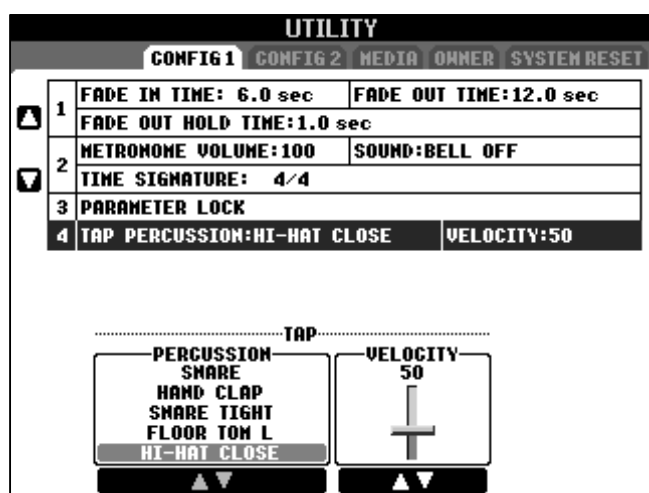 UTILITY
CONFIG 1 CONFIG 2 MEDIA OWNER SYSTEM RESET
1 FADE IN TIME: 6.0 sec FADE OUT TIME:12.0 sec
FADE OUT HOLD TIME:1.0 sec
2 METRONOME VOLUME:100 SOUND:BELL OFF
TIME SIGNATURE: 4/4
3 PARAMETER LOCK
4 TAP PERCUSSION:HI-HAT CLOSE VELOCITY:50
TAP
PERCUSSION VELOCITY
SNARE 50
HAND CLAP
SNARE TIGHT
FLOOR TOM L
HI-HAT CLOSE